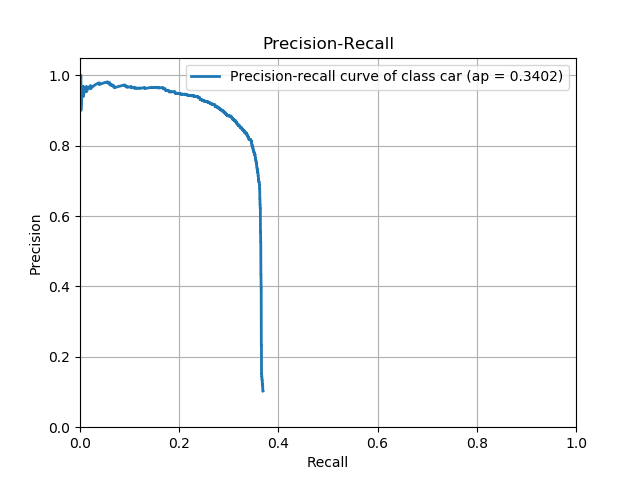 Precision-Recall
Precision-recall curve of class car (ap = 0.3402)
1.0
0.8
0.6
0.4
0.2
0.0
Precision
0.0 0.2 0.4 0.6 0.8 1.0
Recall